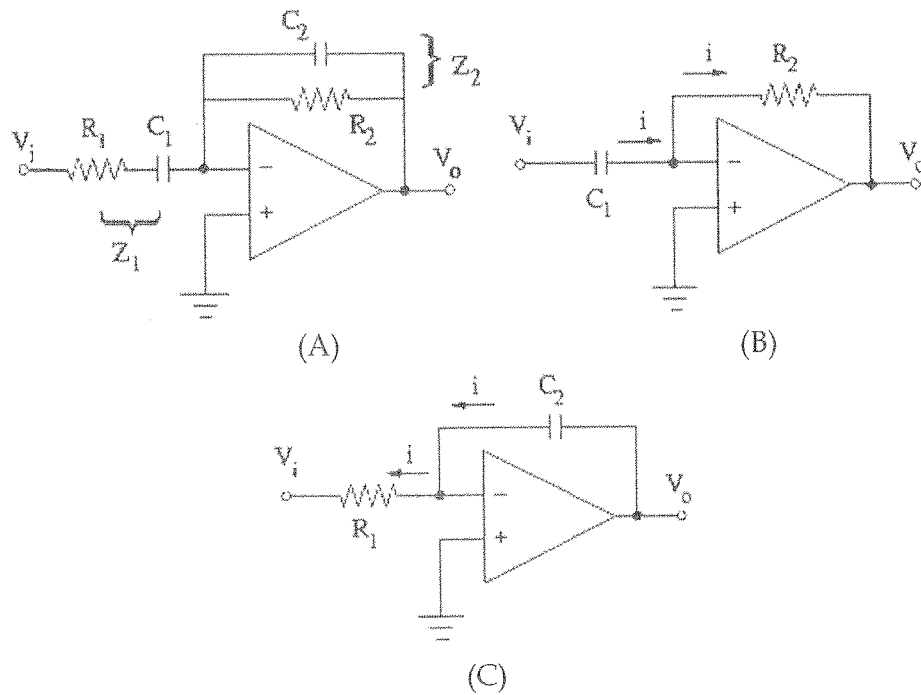 C2
} Z2
R2
Vi
R1
C1
Vo
−
+
Z1
(A)
i
i
R2
Vi
C1
Vo
−
+
(B)
i
C2
i
Vi
R1
Vo
−
+
(C)